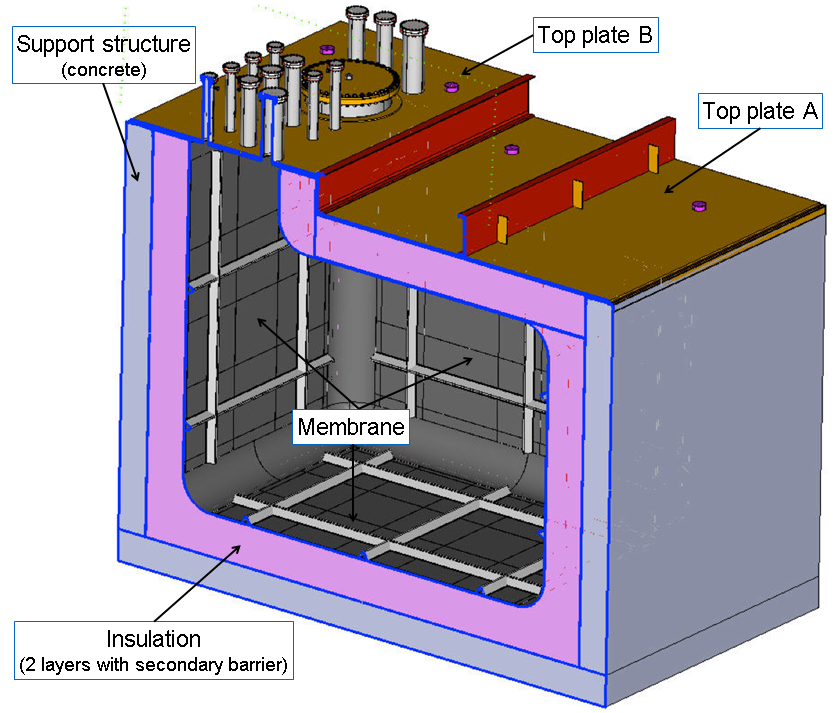 Support structure
(concrete)
Top plate B
Top plate A
Membrane
Insulation
(2 layers with secondary barrier)